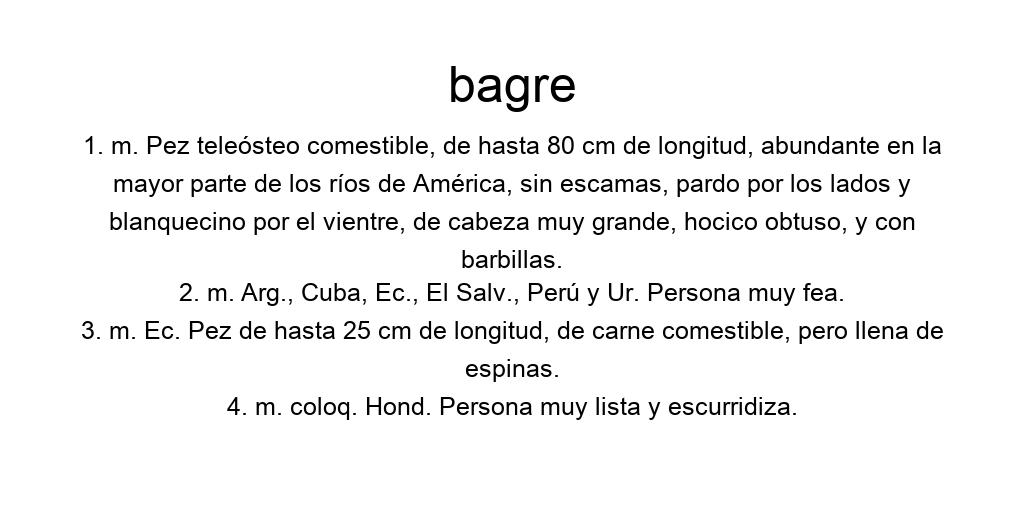 bagre
1. m. Pez teleósteo comestible, de hasta 80 cm de longitud, abundante en la
mayor parte de los ríos de América, sin escamas, pardo por los lados y
blanquecino por el vientre, de cabeza muy grande, hocico obtuso, y con
barbillas.
2. m. Arg., Cuba, Ec., El Salv., Perú y Ur. Persona muy fea.
3. m. Ec. Pez de hasta 25 cm de longitud, de carne comestible, pero llena de
espinas.
4. m. coloq. Hond. Persona muy lista y escurridiza.